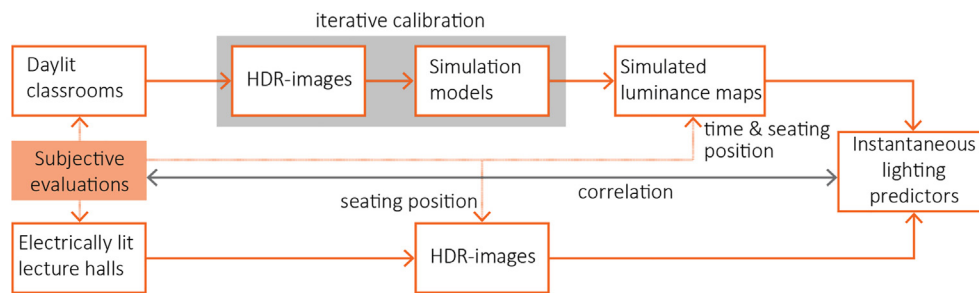 iterative calibration
Daylit
classrooms
HDR-images
Simulation
models
Simulated
luminance maps
time & seating
position
Subjective
evaluations
Instantaneous
lighting
predictors
correlation
seating position
Electrically lit
lecture halls
HDR-images